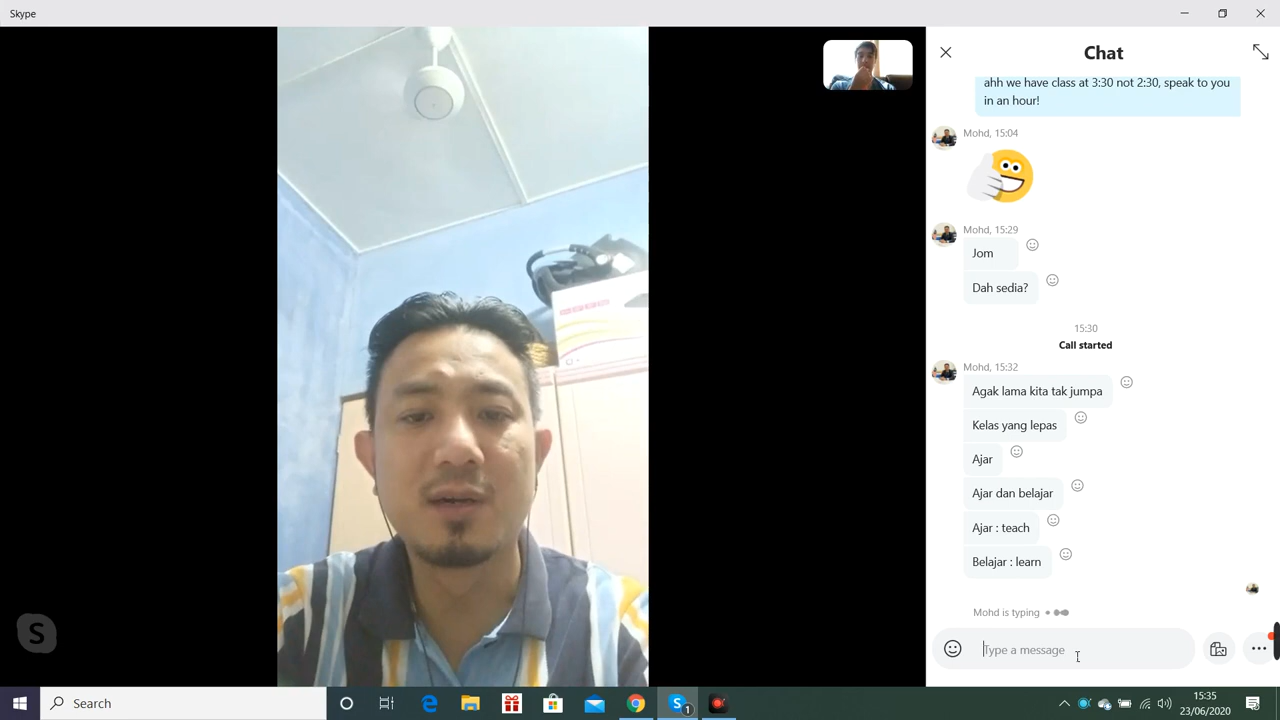 Skype
Chat
ahh we have class at 3:30 not 2:30, speak to you
in an hour!
Mohd, 15:04
Mohd, 15:29
Jom
Dah sedia?
15:30
Call started
Mohd, 15:32
Agak lama kita tak jumpa
Kelas yang lepas
Ajar
Ajar dan belajar
Ajar : teach
Belajar : learn
Mohd is typing
Type a message
S
Search
S
1
15:35
23/06/2020